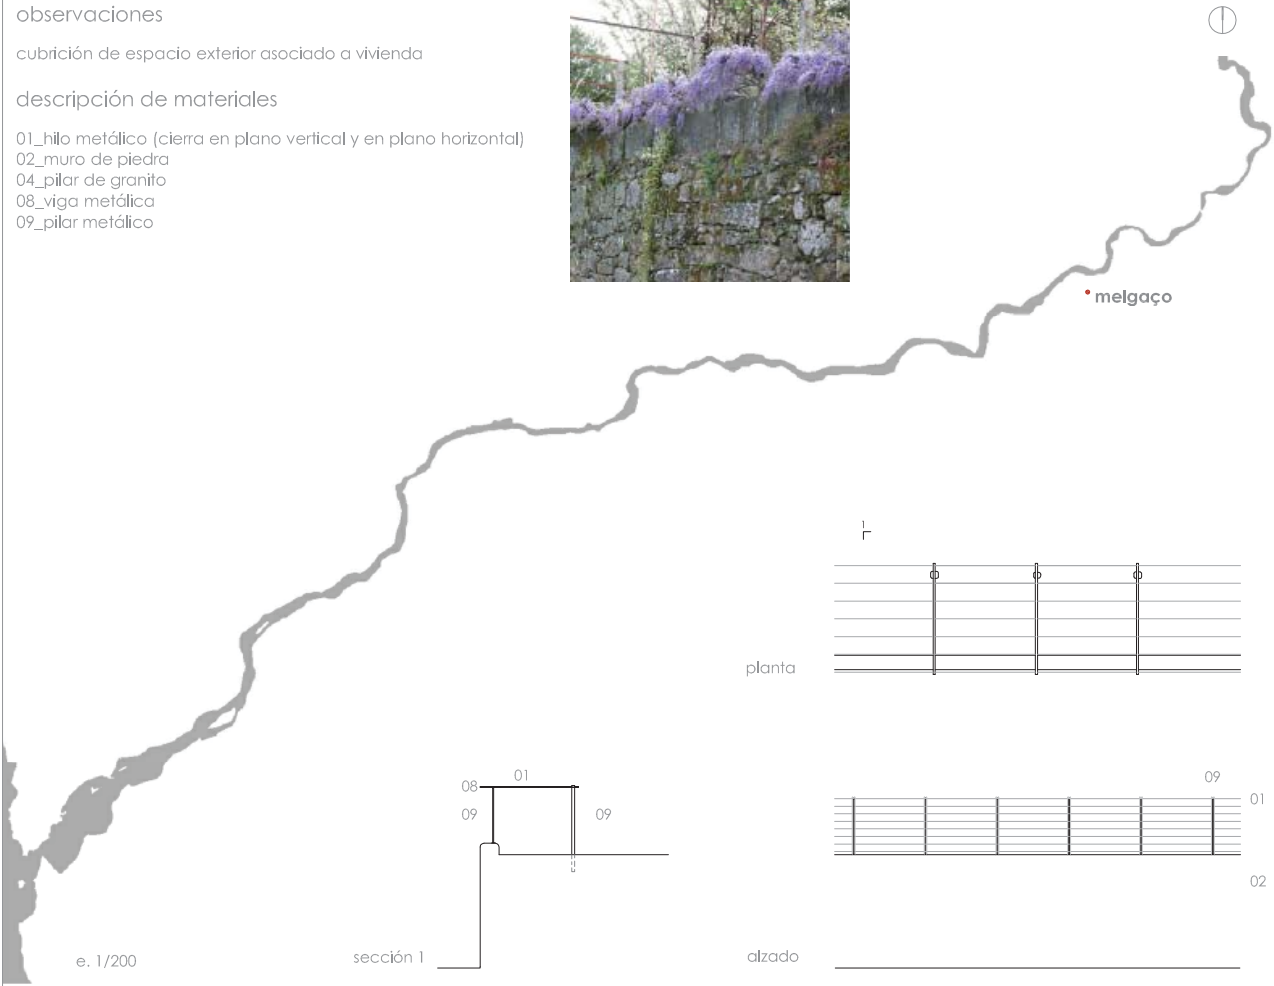 observaciones
cubrición de espacio exterior asociado a vivienda
descripción de materiales
01_hilo metálico (cierra en plano vertical y en plano horizontal)
02_muro de piedra
04_pilar de granito
08_viga metálica
09_pilar metálico
melgaço
1
planta
01
08
09
09
sección 1
e. 1/200
09
01
02
alzado